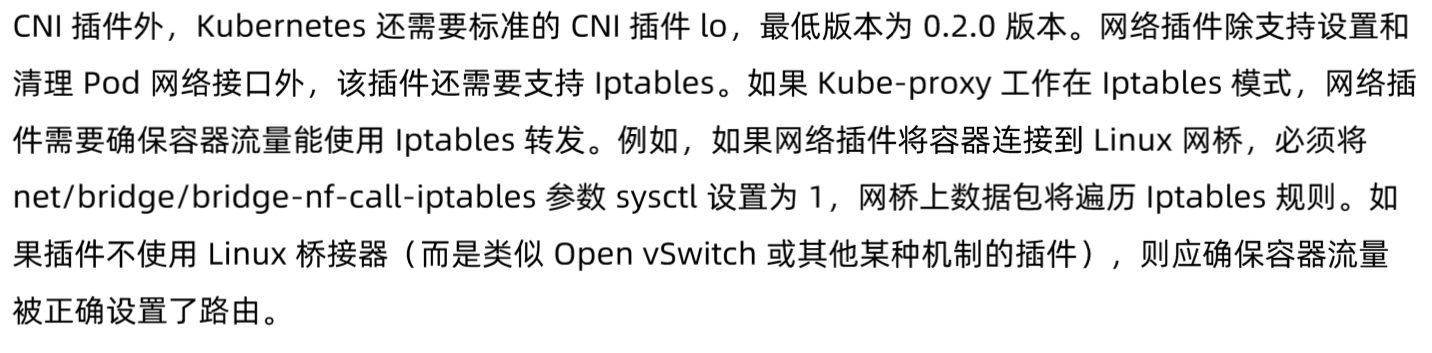 CNI 插件外，Kubernetes 还需要标准的 CNI 插件 lo，最低版本为 0.2.0 版本。网络插件除支持设置和
清理 Pod 网络接口外，该插件还需要支持 Iptables。如果 Kube-proxy 工作在 Iptables 模式，网络插
件需要确保容器流量能使用 Iptables 转发。例如，如果网络插件将容器连接到 Linux 网桥，必须将
net/bridge/bridge-nf-call-iptables 参数 sysctl 设置为 1，网桥上数据包将遍历 Iptables 规则。如
果插件不使用 Linux 桥接器（而是类似 Open vSwitch 或其他某种机制的插件），则应确保容器流量
被正确设置了路由。